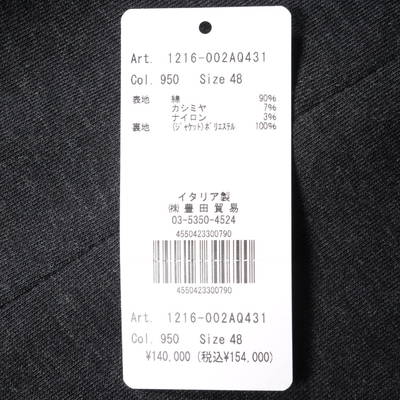 Art. 1216-002AQ431
Col. 950 Size 48
表地 綿 90%
カシミヤ 7%
ナイロン 3%
裏地 (ジャケット)ポリエステル 100%
イタリア製
㈱豊田貿易
03-5350-4524
4550423300790
4550423300790
Art. 1216-002AQ431
Col. 950 Size 48
¥140,000 (税込¥154,000)